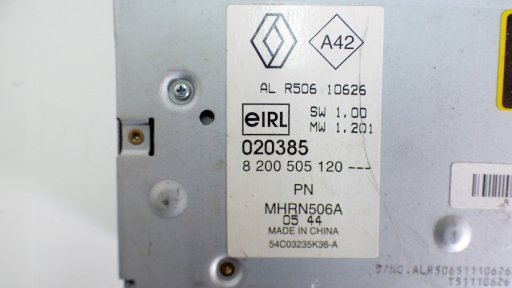 A42
AL R506 10626
eIRL
SW 1.00
MW 1.201
020385
8 200 505 120 ---
PN
MHRN506A
05 44
MADE IN CHINA
54C03235K36-A
S/NO.ALR50651110626
T51110626